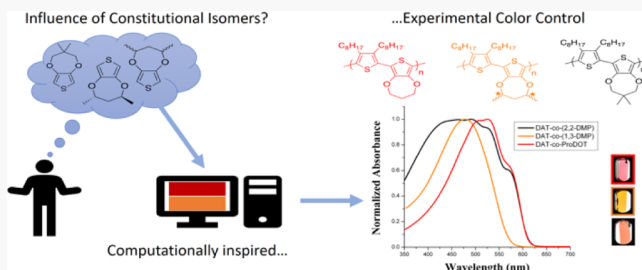 Influence of Constitutional Isomers?
...Experimental Color Control
C8H17 C8H17
C8H17 C8H17
C8H17 C8H17
S
n
O O
S
n
O O
* *
S
n
O O
DAT-co-(2,2-DMP)
DAT-co-(1,3-DMP)
DAT-co-ProDOT
Normalized Absorbance
1.0
0.8
0.6
0.4
0.2
0.0
350 400 450 500 550 600 650 700
Wavelength (nm)
Computationally inspired...